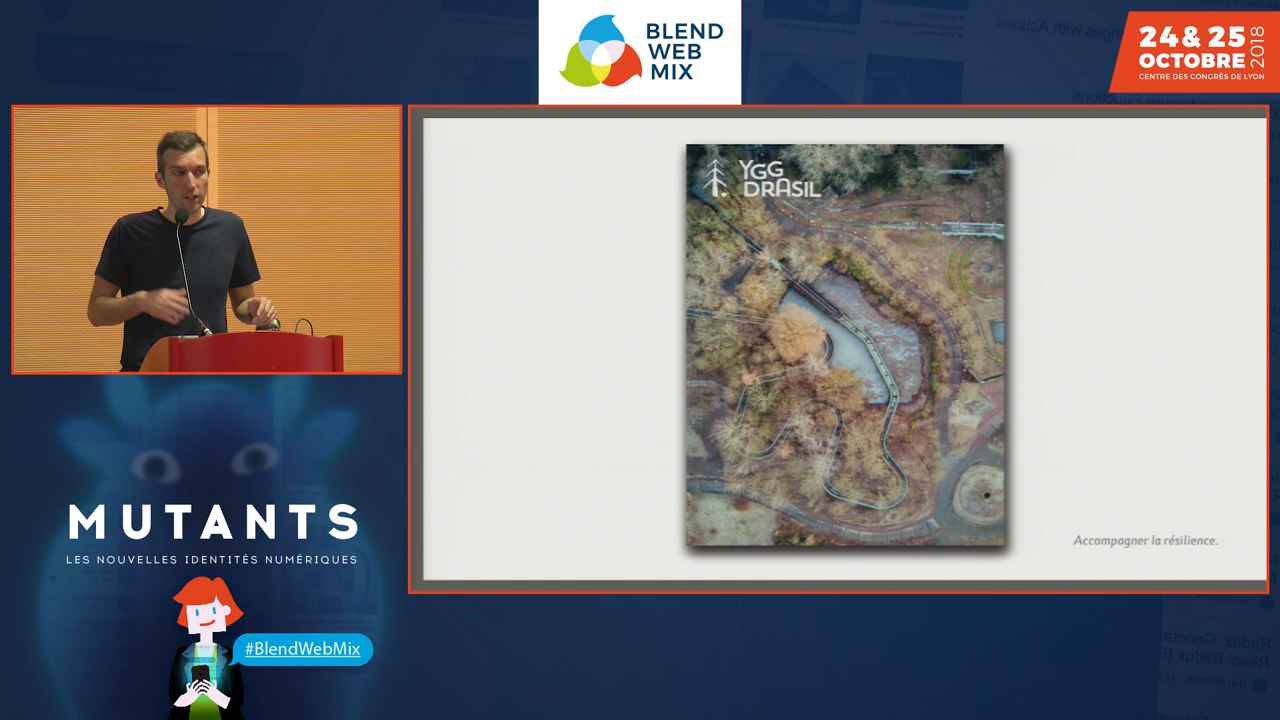 BLEND
WEB
MIX
24 & 25
OCTOBRE
2018
CENTRE DES CONGRÈS DE LYON
YGG
DRASIL
Accompagner la résilience.
MUTANTS
LES NOUVELLES IDENTITÉS NUMÉRIQUES
#BlendWebMix